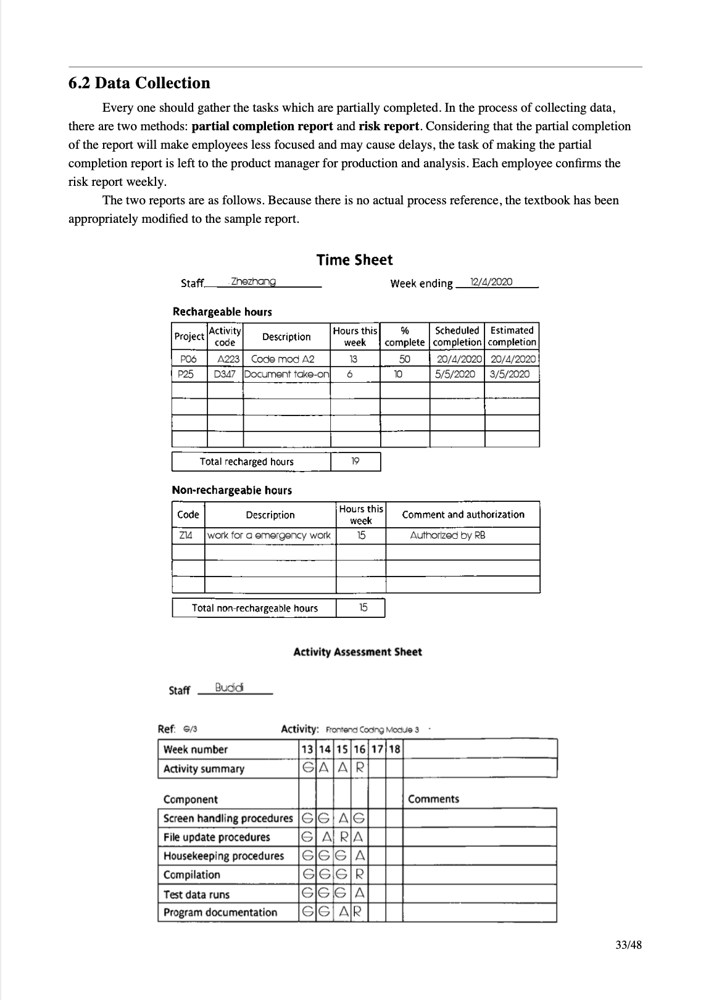 6.2 Data Collection
Every one should gather the tasks which are partially completed. In the process of collecting data,
there are two methods: partial completion report and risk report. Considering that the partial completion
of the report will make employees less focused and may cause delays, the task of making the partial
completion report is left to the product manager for production and analysis. Each employee confirms the
risk report weekly.
The two reports are as follows. Because there is no actual process reference, the textbook has been
appropriately modified to the sample report.
Time Sheet
Staff Zhezhang Week ending 12/4/2020
Rechargeable hours
Project Activity code Description Hours this week % complete Scheduled completion Estimated completion
P06 A223 Code mod A2 13 50 20/4/2020 20/4/2020
P25 D347 Document take-on 6 10 5/5/2020 3/5/2020
Total recharged hours 19
Non-rechargeable hours
Code Description Hours this week Comment and authorization
Z14 work for a emergency work 15 Authorized by RB
Total non-rechargeable hours 15
Activity Assessment Sheet
Staff Budidi
Ref: G/3 Activity: Frontend Coding Module 3
Week number 13 14 15 16 17 18
Activity summary G A A R
Component Comments
Screen handling procedures G G A G
File update procedures G A R A
Housekeeping procedures G G G A
Compilation G G G R
Test data runs G G G A
Program documentation G G A R
33/48